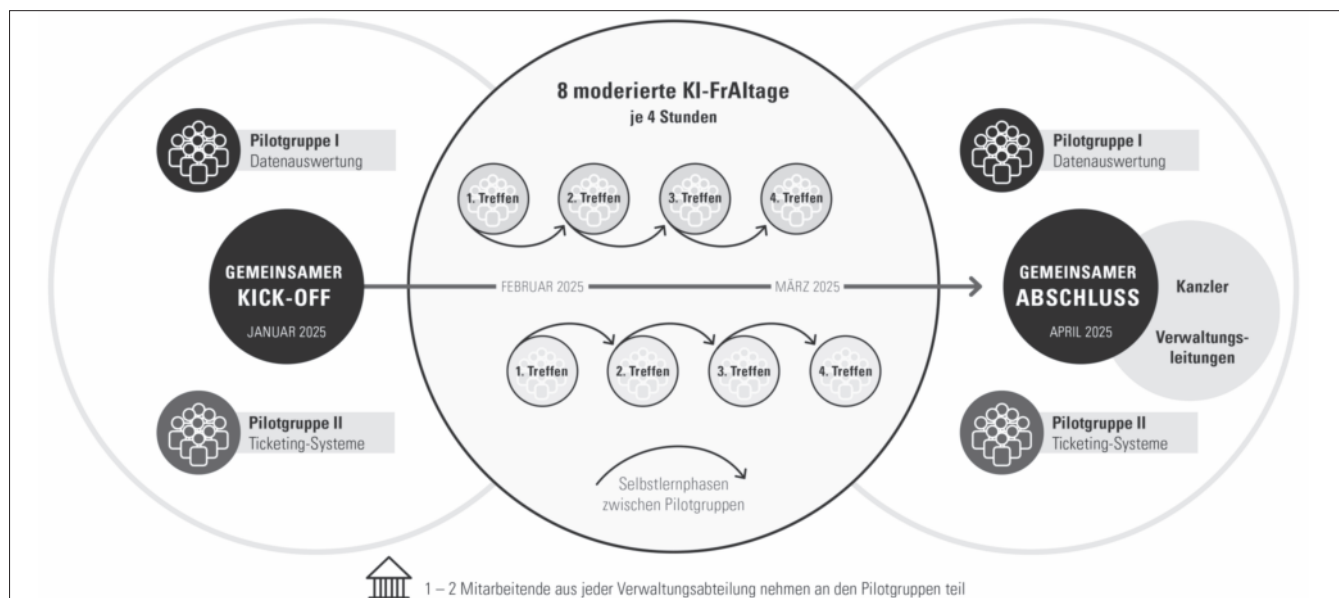 8 moderierte KI-FrAItage
je 4 Stunden
Pilotgruppe I
Datenauswertung
Pilotgruppe I
Datenauswertung
1. Treffen
2. Treffen
3. Treffen
4. Treffen
GEMEINSAMER
KICK-OFF
JANUAR 2025
FEBRUAR 2025
MÄRZ 2025
GEMEINSAMER
ABSCHLUSS
APRIL 2025
Kanzler
Verwaltungs-
leitungen
1. Treffen
2. Treffen
3. Treffen
4. Treffen
Pilotgruppe II
Ticketing-Systeme
Pilotgruppe II
Ticketing-Systeme
Selbstlernphasen
zwischen Pilotgruppen
1 – 2 Mitarbeitende aus jeder Verwaltungsabteilung nehmen an den Pilotgruppen teil